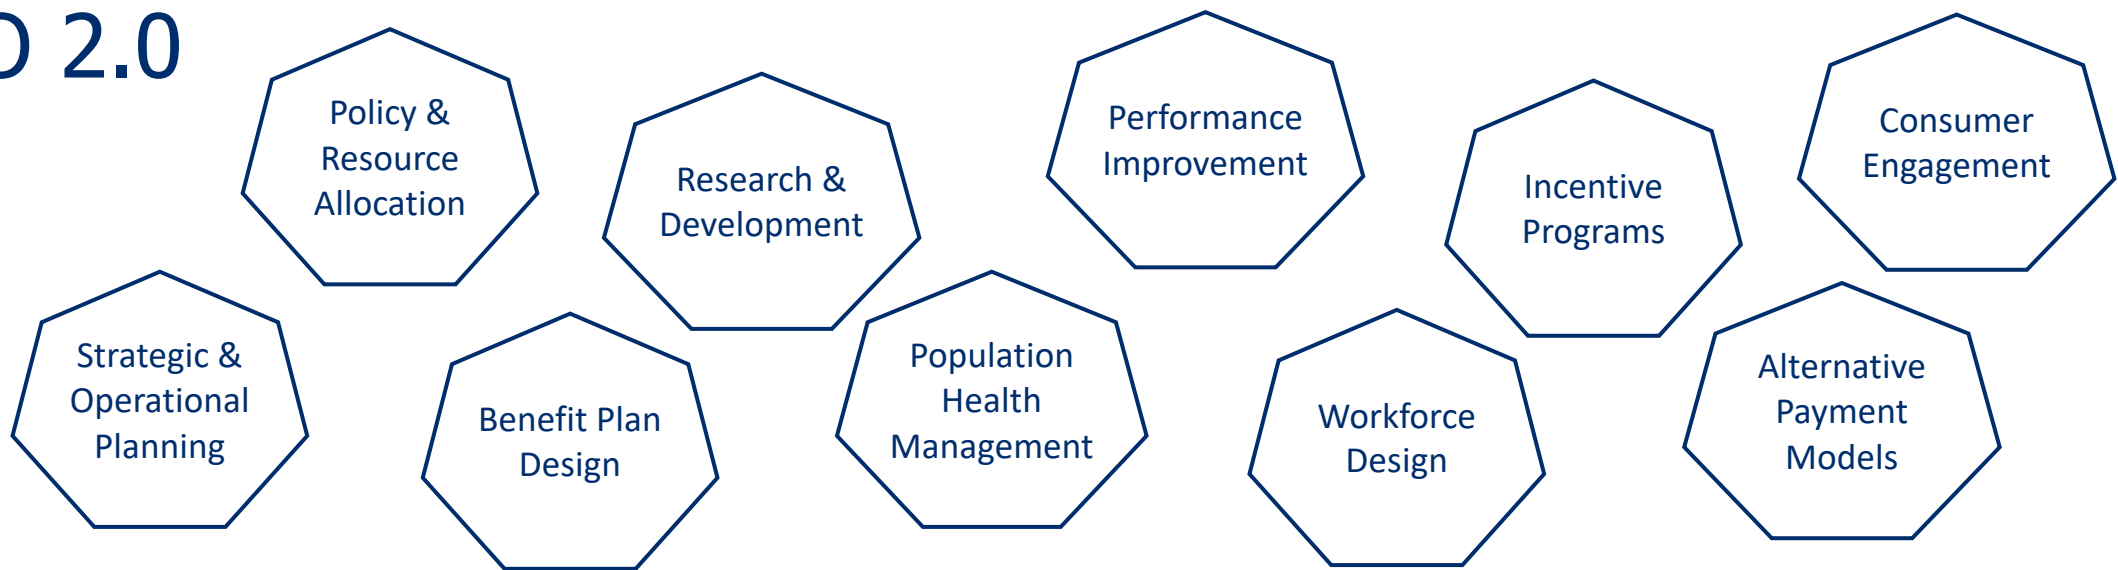 2.0
Policy &
Resource
Allocation
Research &
Development
Performance
Improvement
Incentive
Programs
Consumer
Engagement
Strategic &
Operational
Planning
Benefit Plan
Design
Population
Health
Management
Workforce
Design
Alternative
Payment
Models